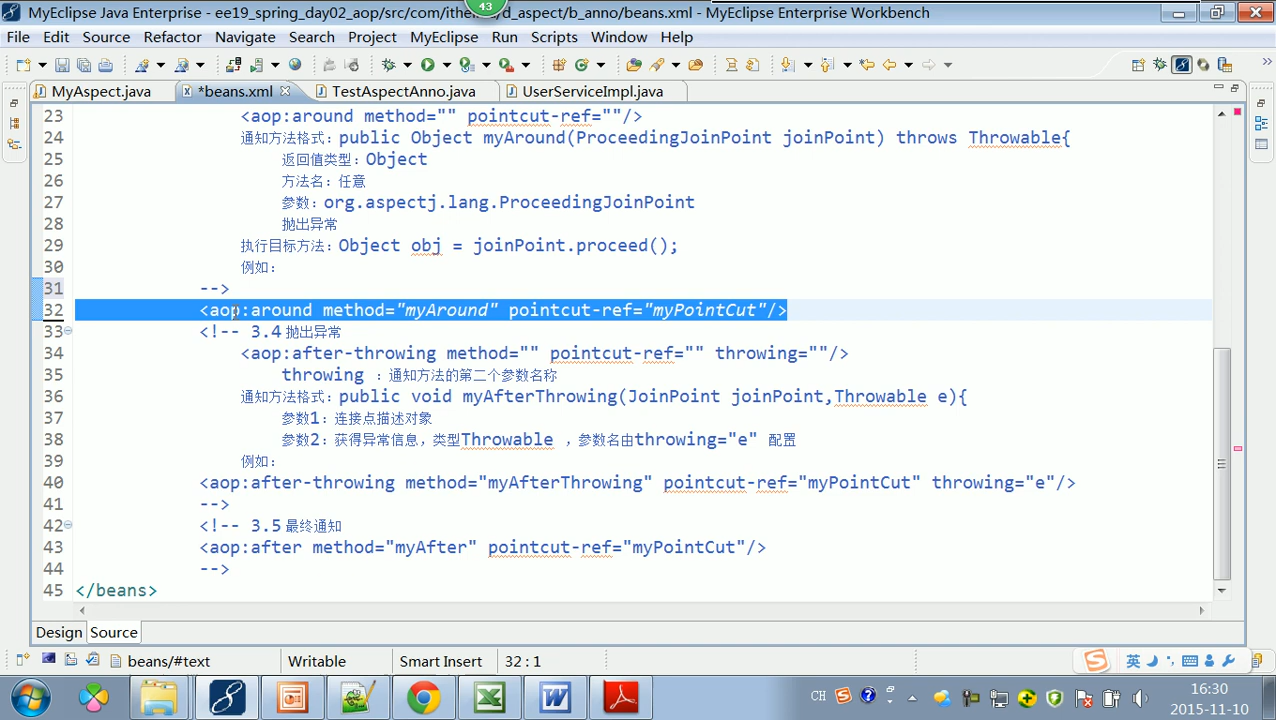 MyEclipse Java Enterprise - ee19_spring_day02_aop/src/com/ithe d_aspect/b_anno/beans.xml - MyEclipse Enterprise Workbench
43
File Edit Source Refactor Navigate Search Project MyEclipse Run Scripts Window Help
MyAspect.java *beans.xml TestAspectAnno.java UserServiceImpl.java
23 <aop:around method="" pointcut-ref=""/>
24 通知方法格式：public Object myAround(ProceedingJoinPoint joinPoint) throws Throwable{
25 返回值类型：Object
26 方法名：任意
27 参数：org.aspectj.lang.ProceedingJoinPoint
28 抛出异常
29 执行目标方法：Object obj = joinPoint.proceed();
30 例如：
31 -->
32 <aop:around method="myAround" pointcut-ref="myPointCut"/>
33 <!-- 3.4 抛出异常
34 <aop:after-throwing method="" pointcut-ref="" throwing=""/>
35 throwing ：通知方法的第二个参数名称
36 通知方法格式：public void myAfterThrowing(JoinPoint joinPoint,Throwable e){
37 参数1：连接点描述对象
38 参数2：获得异常信息，类型Throwable ，参数名由throwing="e" 配置
39 例如：
40 <aop:after-throwing method="myAfterThrowing" pointcut-ref="myPointCut" throwing="e"/>
41 -->
42 <!-- 3.5 最终通知
43 <aop:after method="myAfter" pointcut-ref="myPointCut"/>
44 -->
45 </beans>
Design Source
beans/#text Writable Smart Insert 32 : 1
英
CH
16:30
2015-11-10